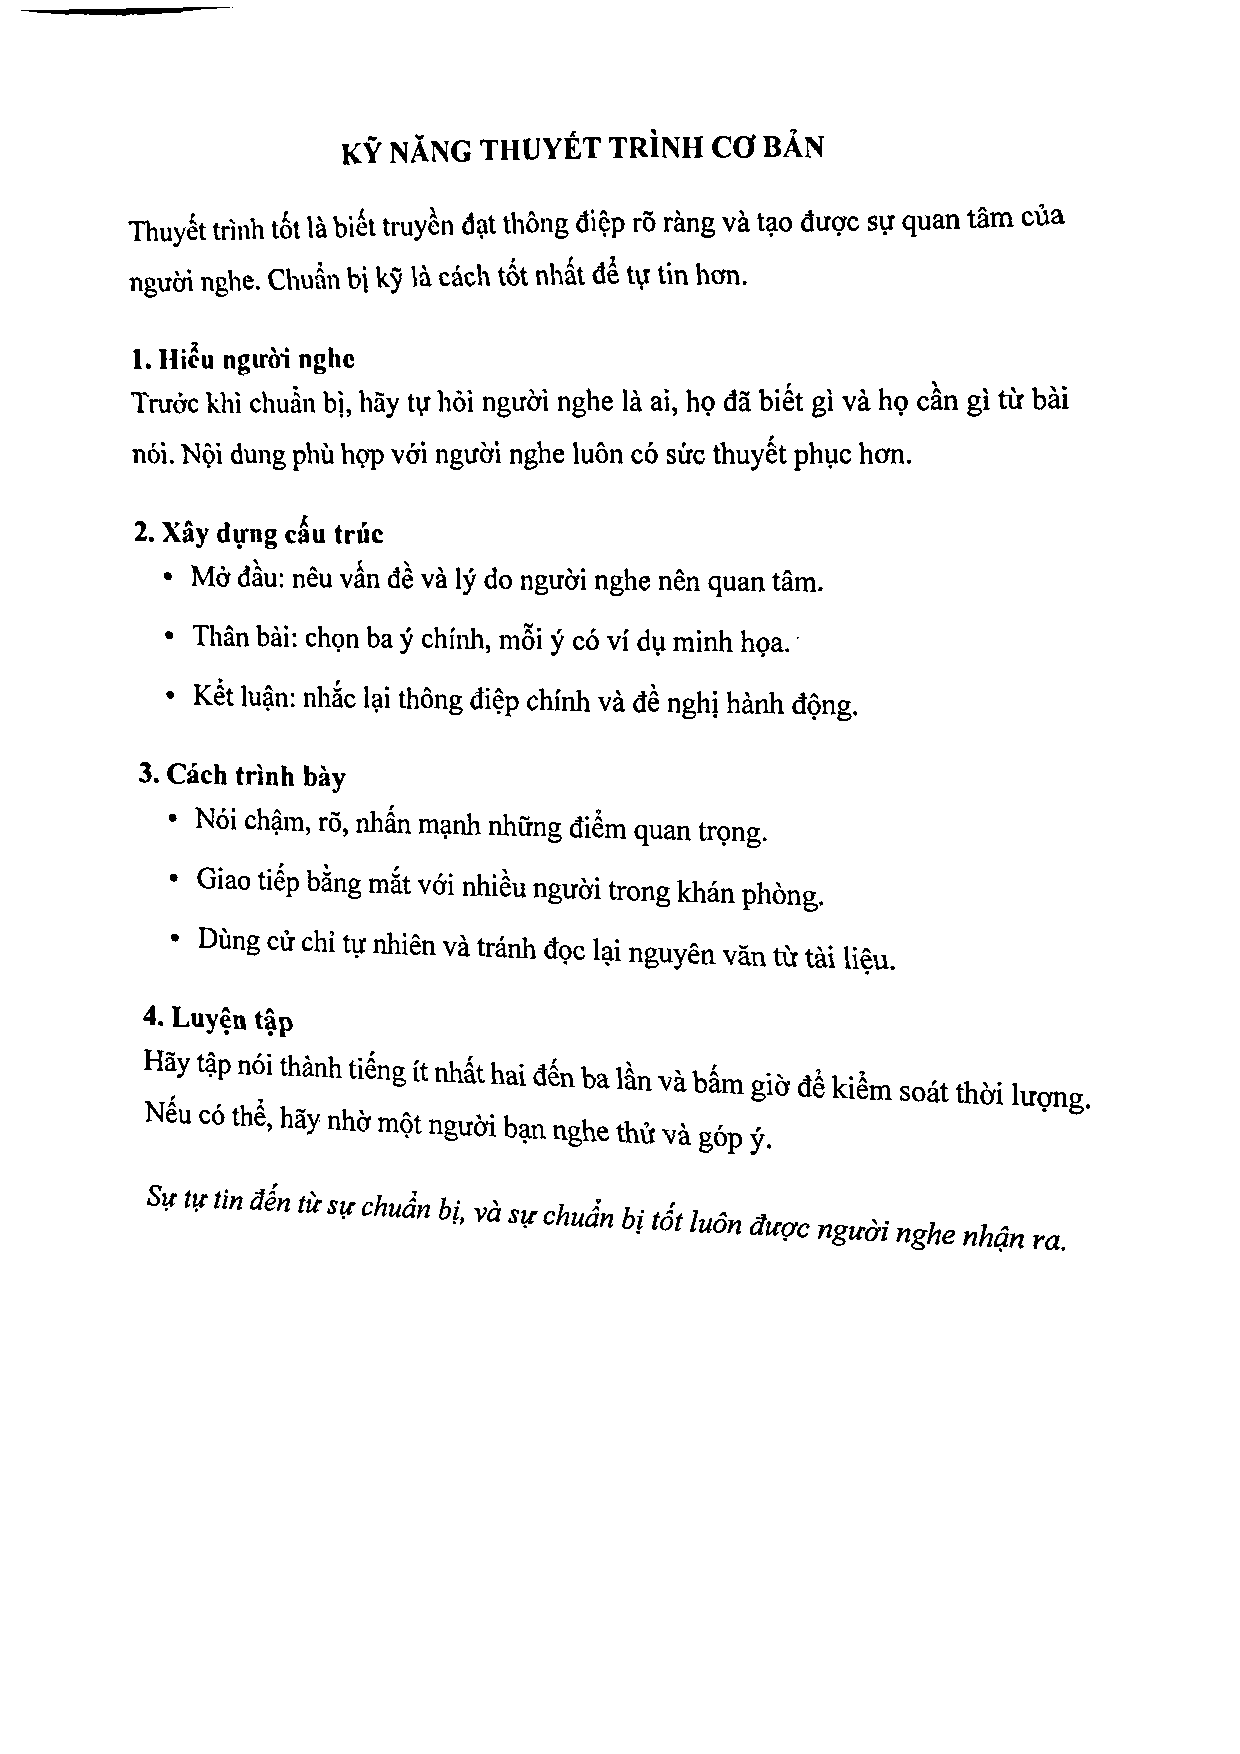 KỸ NĂNG THUYẾT TRÌNH CƠ BẢN
Thuyết trình tốt là biết truyền đạt thông điệp rõ ràng và tạo được sự quan tâm của
người nghe. Chuẩn bị kỹ là cách tốt nhất để tự tin hơn.
1. Hiểu người nghe
Trước khi chuẩn bị, hãy tự hỏi người nghe là ai, họ đã biết gì và họ cần gì từ bài
nói. Nội dung phù hợp với người nghe luôn có sức thuyết phục hơn.
2. Xây dựng cấu trúc
• Mở đầu: nêu vấn đề và lý do người nghe nên quan tâm.
• Thân bài: chọn ba ý chính, mỗi ý có ví dụ minh họa.
• Kết luận: nhắc lại thông điệp chính và đề nghị hành động.
3. Cách trình bày
• Nói chậm, rõ, nhấn mạnh những điểm quan trọng.
• Giao tiếp bằng mắt với nhiều người trong khán phòng.
• Dùng cử chỉ tự nhiên và tránh đọc lại nguyên văn từ tài liệu.
4. Luyện tập
Hãy tập nói thành tiếng ít nhất hai đến ba lần và bấm giờ để kiểm soát thời lượng.
Nếu có thể, hãy nhờ một người bạn nghe thử và góp ý.
Sự tự tin đến từ sự chuẩn bị, và sự chuẩn bị tốt luôn được người nghe nhận ra.